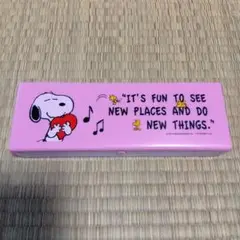 "IT'S FUN TO SEE
NEW PLACES AND DO
NEW THINGS."